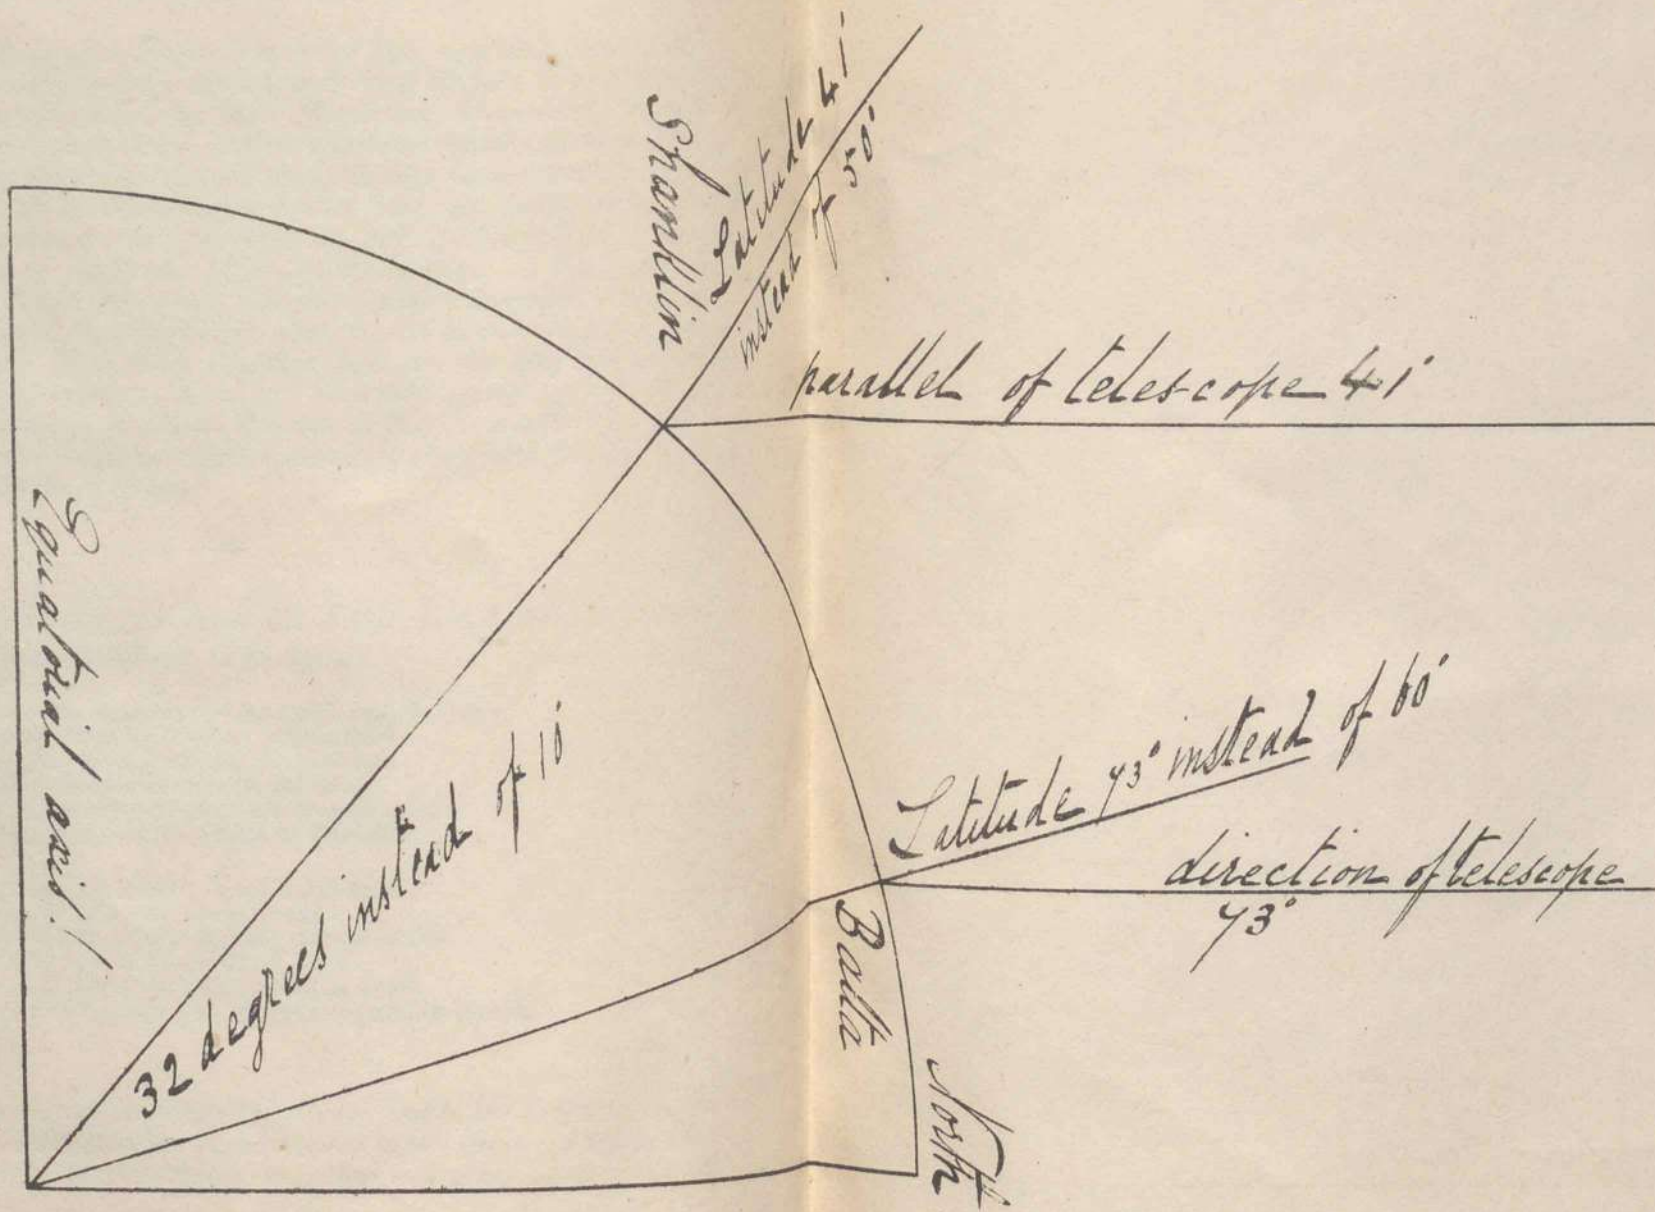 Shanklin
Latitude 41°
instead of 50°
parallel of telescope 41°
Equatorial axis!
32 degrees instead of 10°
Latitude 73° instead of 60°
direction of telescope
73°
Balta
North